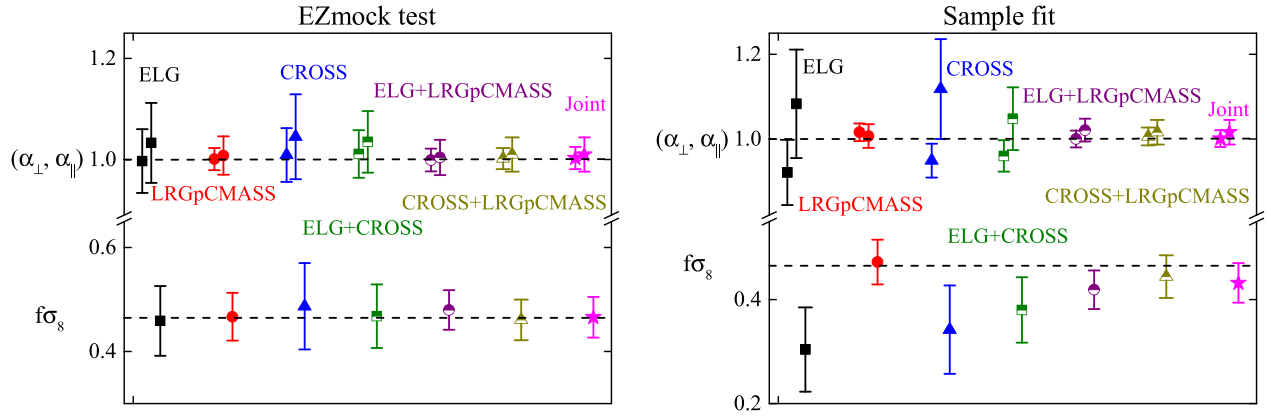 EZmock test
1.2
ELG
CROSS
ELG+LRGpCMASS
Joint
(α⊥, α∥)
1.0
LRGpCMASS
CROSS+LRGpCMASS
ELG+CROSS
0.6
fσ8
0.4
Sample fit
1.2
ELG
CROSS
ELG+LRGpCMASS
Joint
(α⊥, α∥)
1.0
LRGpCMASS
CROSS+LRGpCMASS
ELG+CROSS
fσ8
0.4
0.2